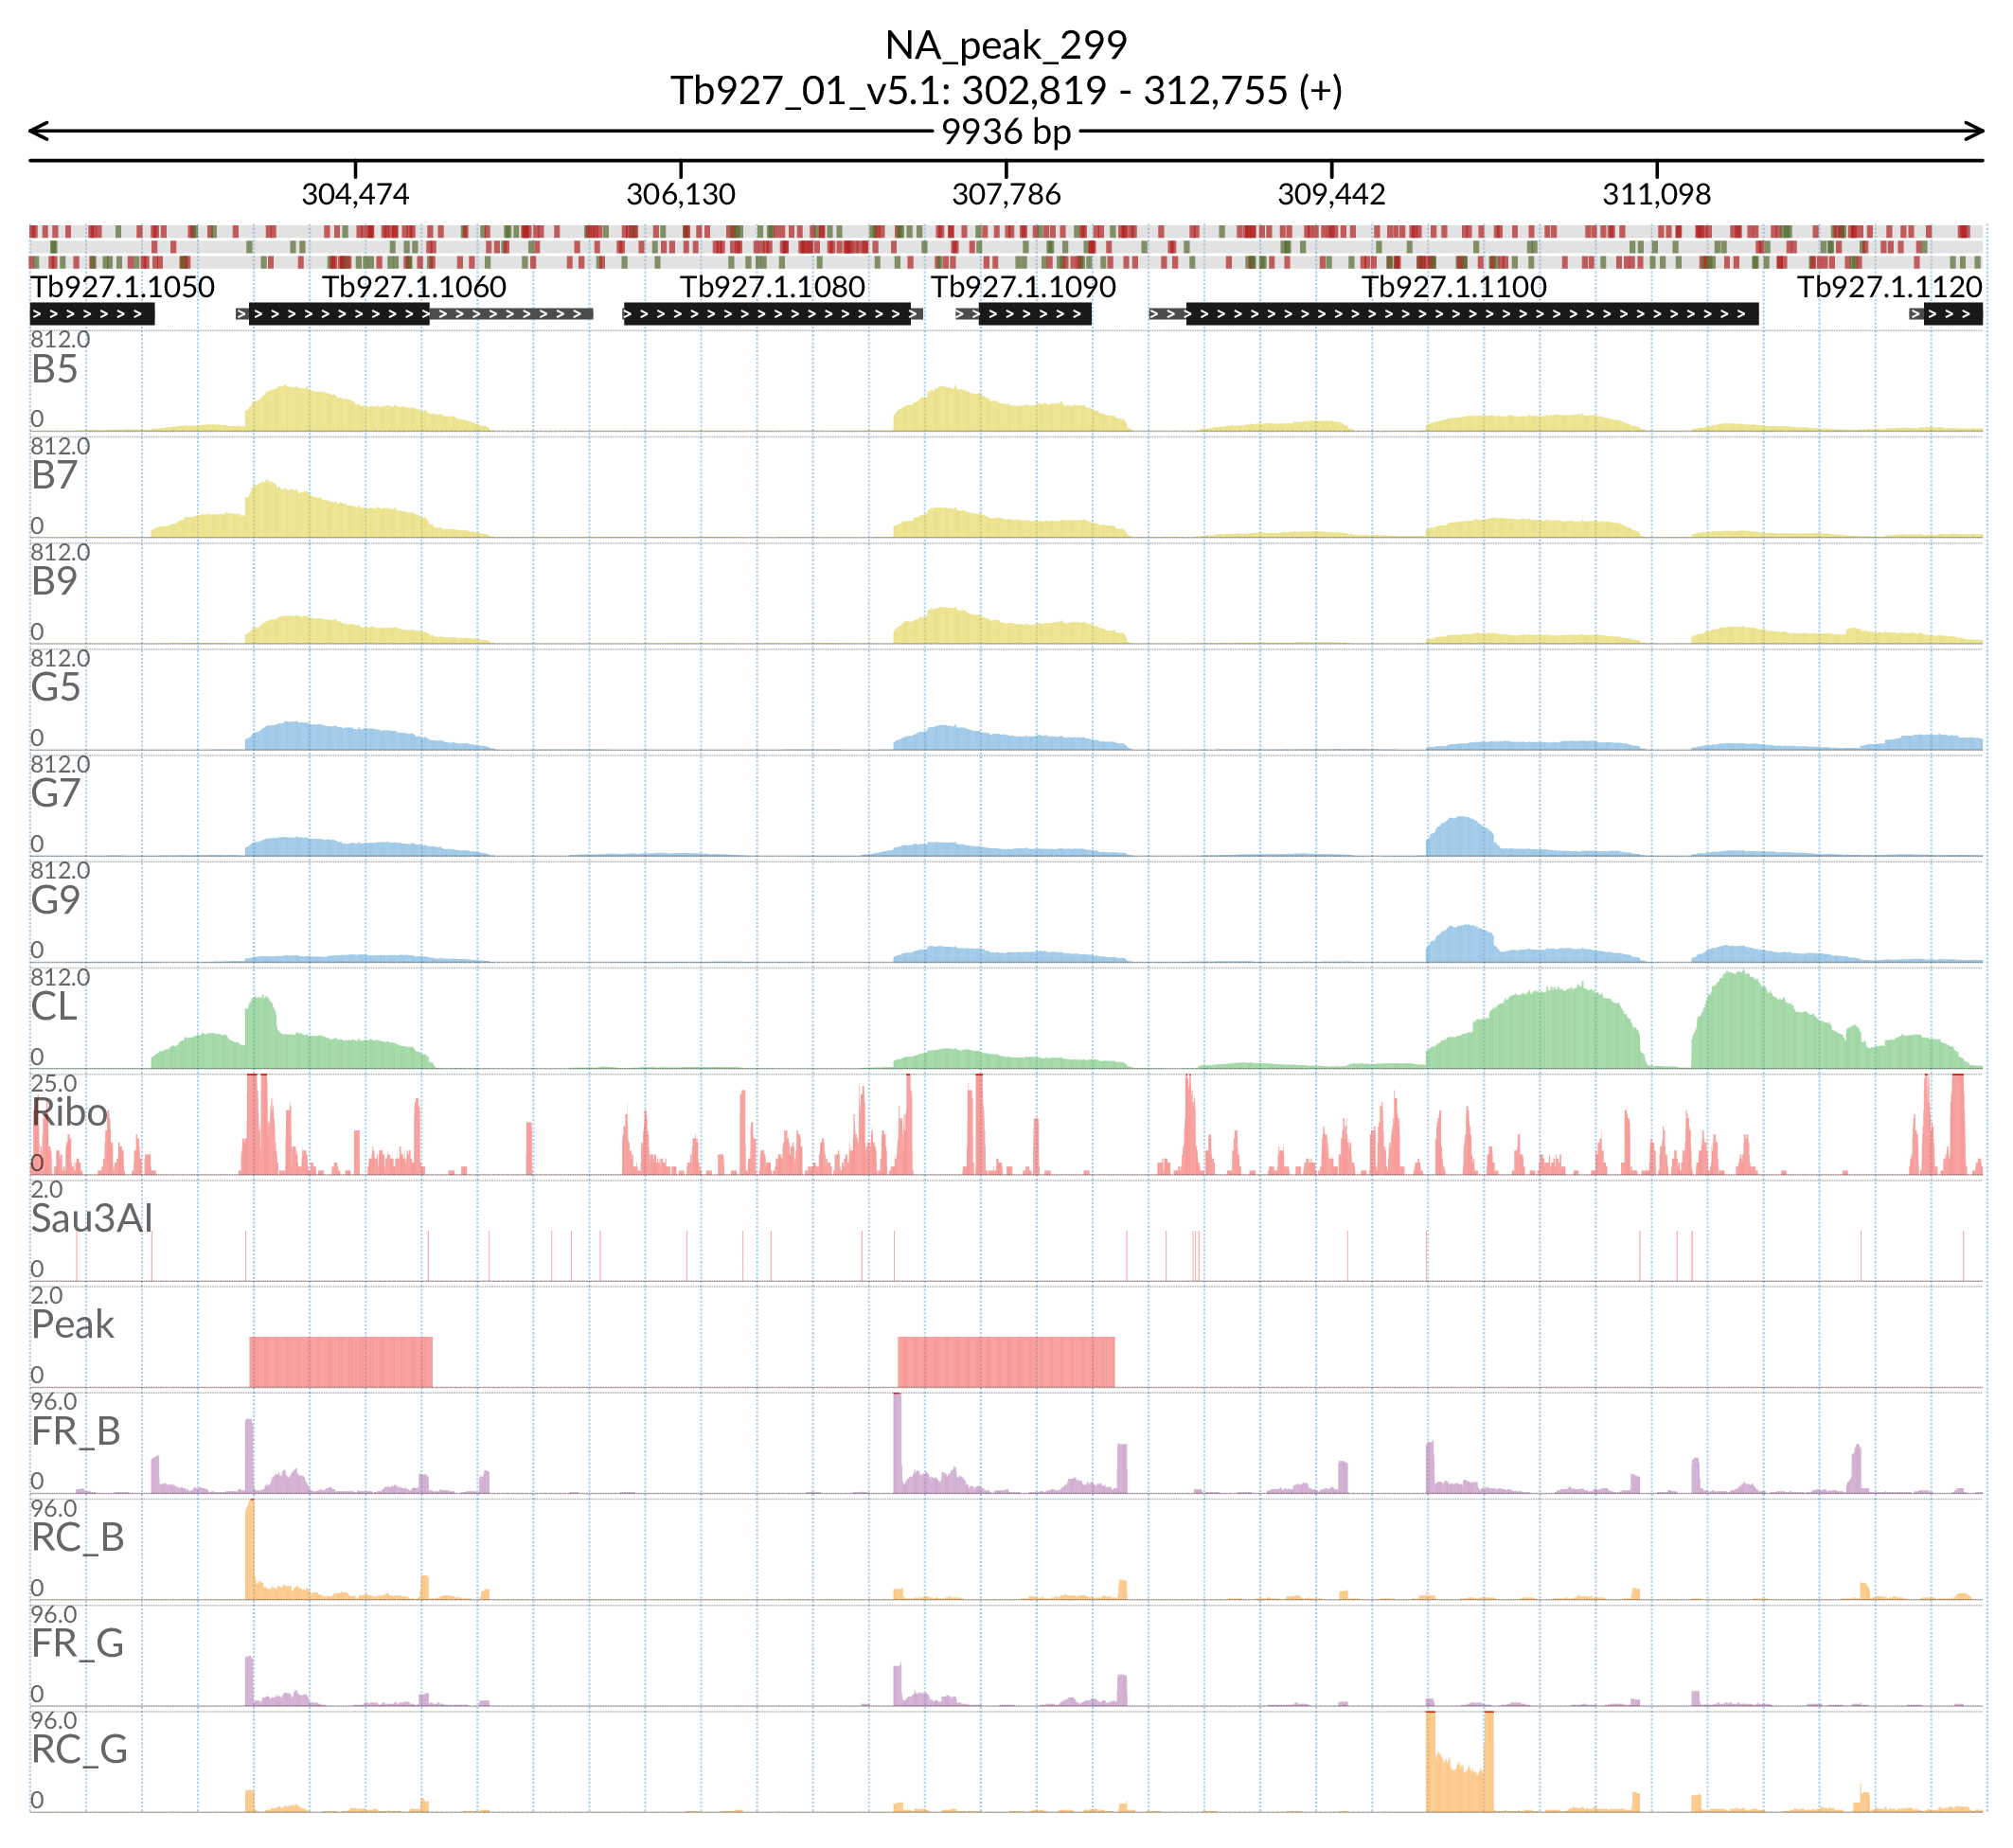 NA_peak_299
Tb927_01_v5.1: 302,819 - 312,755 (+)
9936 bp
304,474 306,130 307,786 309,442 311,098
Tb927.1.1050 Tb927.1.1060 Tb927.1.1080 Tb927.1.1090 Tb927.1.1100 Tb927.1.1120
812.0
B5
0
812.0
B7
0
812.0
B9
0
812.0
G5
0
812.0
G7
0
812.0
G9
0
812.0
CL
0
25.0
Ribo
0
2.0
Sau3AI
0
2.0
Peak
0
96.0
FR_B
0
96.0
RC_B
0
96.0
FR_G
0
96.0
RC_G
0